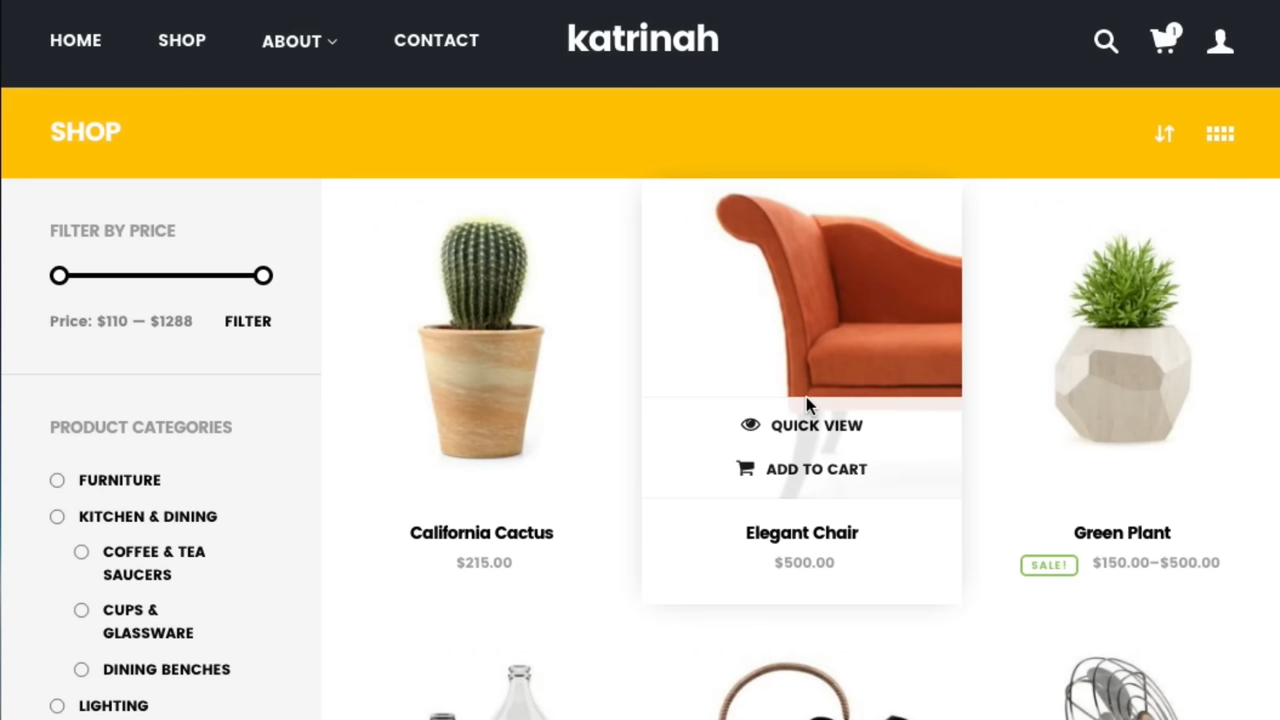 HOME
SHOP
ABOUT
CONTACT
katrinah
1
SHOP
FILTER BY PRICE
Price: $110 — $1288
FILTER
PRODUCT CATEGORIES
FURNITURE
KITCHEN & DINING
COFFEE & TEA
SAUCERS
CUPS &
GLASSWARE
DINING BENCHES
LIGHTING
QUICK VIEW
ADD TO CART
California Cactus
$215.00
Elegant Chair
$500.00
Green Plant
SALE!
$150.00–$500.00